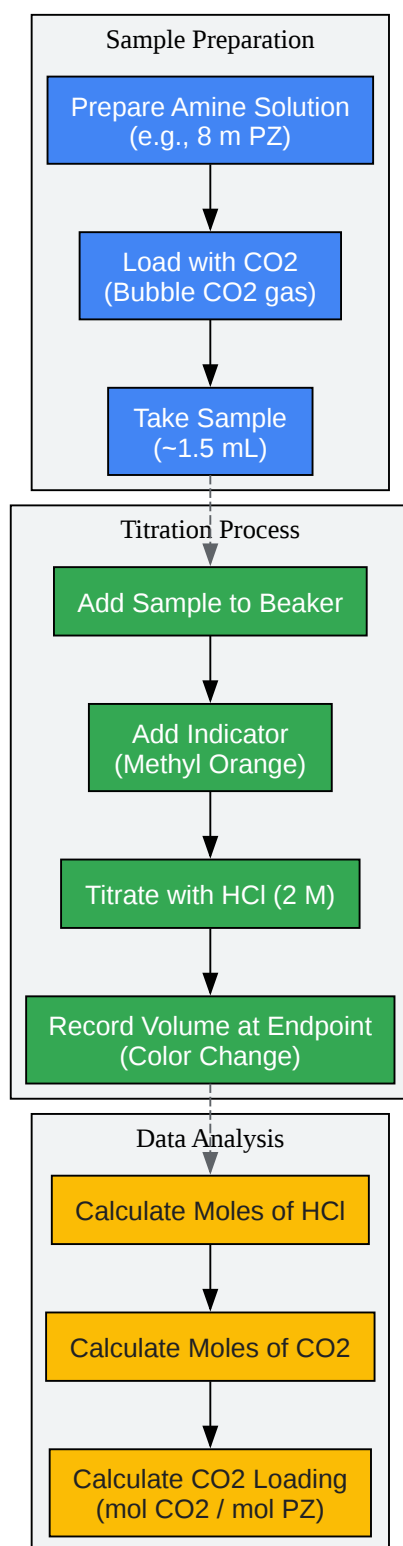 Sample Preparation
Prepare Amine Solution
(e.g., 8 m PZ)
Load with CO2
(Bubble CO2 gas)
Take Sample
(~1.5 mL)
Titration Process
Add Sample to Beaker
Add Indicator
(Methyl Orange)
Titrate with HCl (2 M)
Record Volume at Endpoint
(Color Change)
Data Analysis
Calculate Moles of HCl
Calculate Moles of CO2
Calculate CO2 Loading
(mol CO2 / mol PZ)